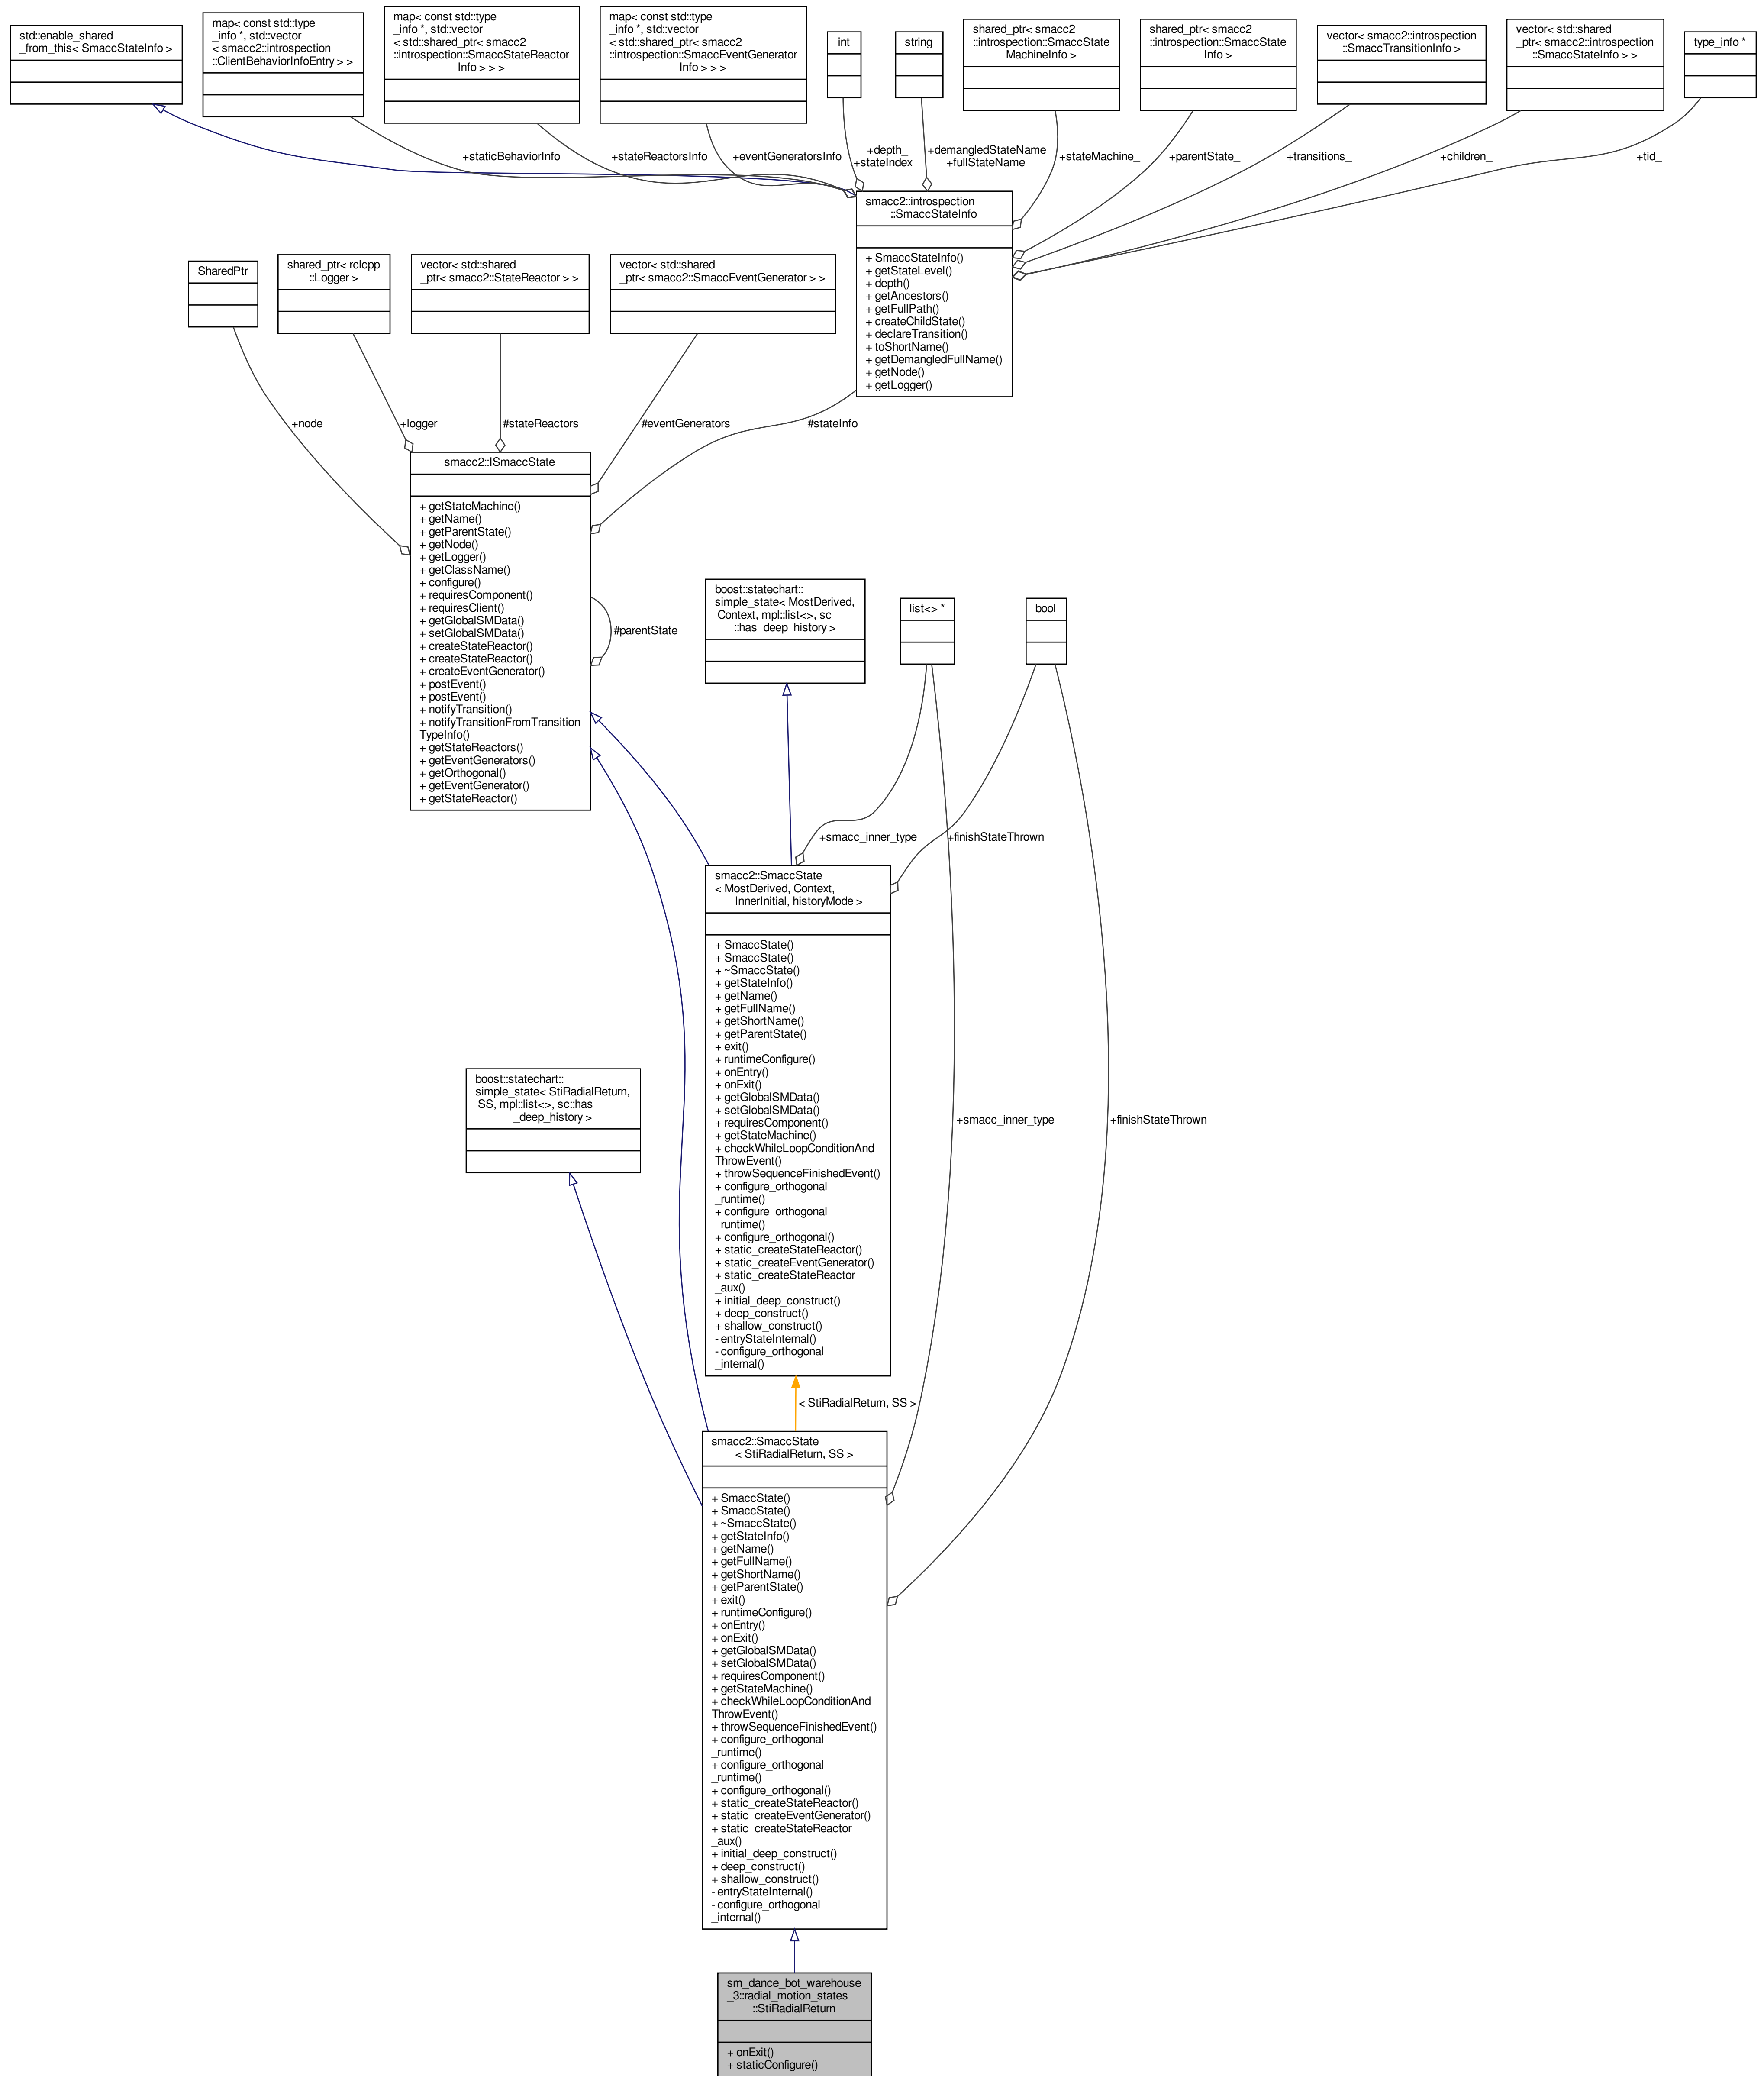 std::enable_shared
_from_this< SmaccStateInfo >
map< const std::type
_info *, std::vector
< smacc2::introspection
::ClientBehaviorInfoEntry > >
map< const std::type
_info *, std::vector
< std::shared_ptr< smacc2
::introspection::SmaccStateReactor
Info > > >
map< const std::type
_info *, std::vector
< std::shared_ptr< smacc2
::introspection::SmaccEventGenerator
Info > > >
int
string
shared_ptr< smacc2
::introspection::SmaccState
MachineInfo >
shared_ptr< smacc2
::introspection::SmaccState
Info >
vector< smacc2::introspection
::SmaccTransitionInfo >
vector< std::shared
_ptr< smacc2::introspection
::SmaccStateInfo > >
type_info *
+staticBehaviorInfo
+stateReactorsInfo
+eventGeneratorsInfo
+depth_
+stateIndex_
+demangledStateName
+fullStateName
+stateMachine_
+parentState_
+transitions_
+children_
+tid_
smacc2::introspection
::SmaccStateInfo
+ SmaccStateInfo()
+ getStateLevel()
+ depth()
+ getAncestors()
+ getFullPath()
+ createChildState()
+ declareTransition()
+ toShortName()
+ getDemangledFullName()
+ getNode()
+ getLogger()
SharedPtr
shared_ptr< rclcpp
::Logger >
vector< std::shared
_ptr< smacc2::StateReactor > >
vector< std::shared
_ptr< smacc2::SmaccEventGenerator > >
+node_
+logger_
#stateReactors_
#eventGenerators_
#stateInfo_
smacc2::ISmaccState
+ getStateMachine()
+ getName()
+ getParentState()
+ getNode()
+ getLogger()
+ getClassName()
+ configure()
+ requiresComponent()
+ requiresClient()
+ getGlobalSMData()
+ setGlobalSMData()
+ createStateReactor()
+ createStateReactor()
+ createEventGenerator()
+ postEvent()
+ postEvent()
+ notifyTransition()
+ notifyTransitionFromTransition
TypeInfo()
+ getStateReactors()
+ getEventGenerators()
+ getOrthogonal()
+ getEventGenerator()
+ getStateReactor()
#parentState_
boost::statechart::
simple_state< MostDerived,
Context, mpl::list<>, sc
::has_deep_history >
list<> *
bool
+smacc_inner_type
+finishStateThrown
smacc2::SmaccState
< MostDerived, Context,
InnerInitial, historyMode >
+ SmaccState()
+ SmaccState()
+ ~SmaccState()
+ getStateInfo()
+ getName()
+ getFullName()
+ getShortName()
+ getParentState()
+ exit()
+ runtimeConfigure()
+ onEntry()
+ onExit()
+ getGlobalSMData()
+ setGlobalSMData()
+ requiresComponent()
+ getStateMachine()
+ checkWhileLoopConditionAnd
ThrowEvent()
+ throwSequenceFinishedEvent()
+ configure_orthogonal
_runtime()
+ configure_orthogonal
_runtime()
+ configure_orthogonal()
+ static_createStateReactor()
+ static_createEventGenerator()
+ static_createStateReactor
_aux()
+ initial_deep_construct()
+ deep_construct()
+ shallow_construct()
- entryStateInternal()
- configure_orthogonal
_internal()
boost::statechart::
simple_state< StiRadialReturn,
SS, mpl::list<>, sc::has
_deep_history >
+smacc_inner_type
+finishStateThrown
< StiRadialReturn, SS >
smacc2::SmaccState
< StiRadialReturn, SS >
+ SmaccState()
+ SmaccState()
+ ~SmaccState()
+ getStateInfo()
+ getName()
+ getFullName()
+ getShortName()
+ getParentState()
+ exit()
+ runtimeConfigure()
+ onEntry()
+ onExit()
+ getGlobalSMData()
+ setGlobalSMData()
+ requiresComponent()
+ getStateMachine()
+ checkWhileLoopConditionAnd
ThrowEvent()
+ throwSequenceFinishedEvent()
+ configure_orthogonal
_runtime()
+ configure_orthogonal
_runtime()
+ configure_orthogonal()
+ static_createStateReactor()
+ static_createEventGenerator()
+ static_createStateReactor
_aux()
+ initial_deep_construct()
+ deep_construct()
+ shallow_construct()
- entryStateInternal()
- configure_orthogonal
_internal()
sm_dance_bot_warehouse
_3::radial_motion_states
::StiRadialReturn
+ onExit()
+ staticConfigure()